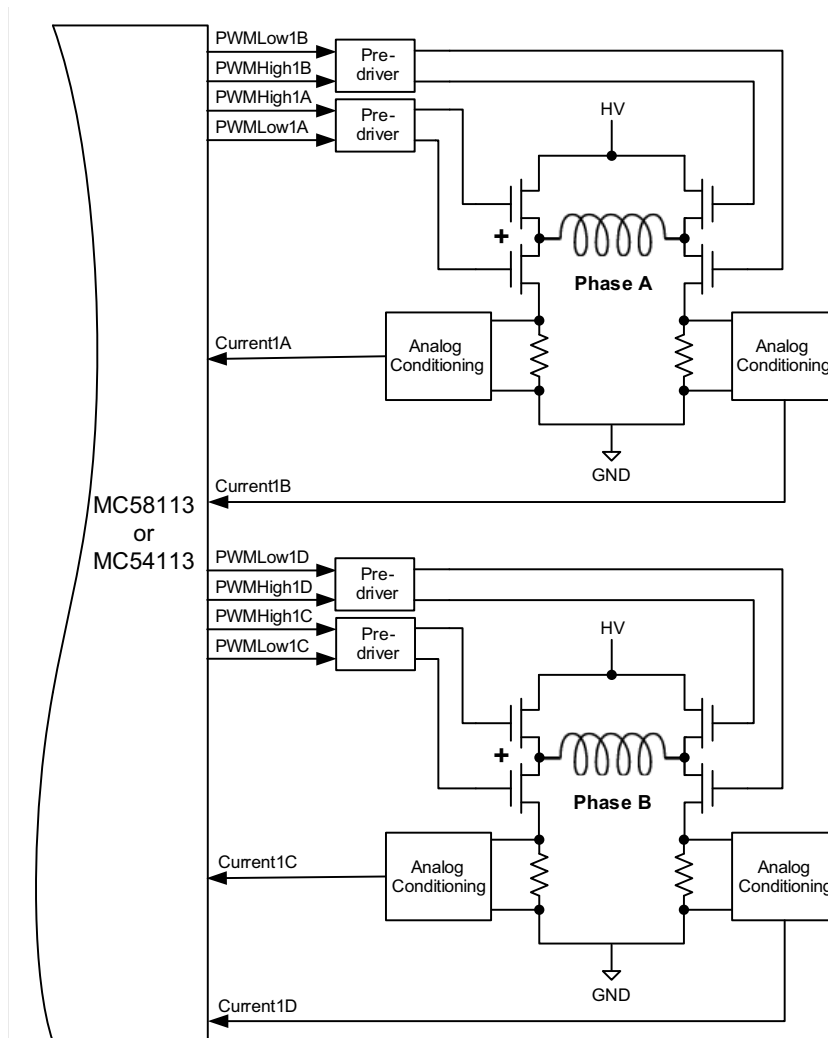 PWMLow1B
PWMHigh1B
PWMHigh1A
PWMLow1A
Pre-
driver
Pre-
driver
HV
+
Phase A
Current1A
Analog
Conditioning
Analog
Conditioning
GND
Current1B
MC58113
or
MC54113
PWMLow1D
PWMHigh1D
PWMHigh1C
PWMLow1C
Pre-
driver
Pre-
driver
HV
+
Phase B
Current1C
Analog
Conditioning
Analog
Conditioning
GND
Current1D